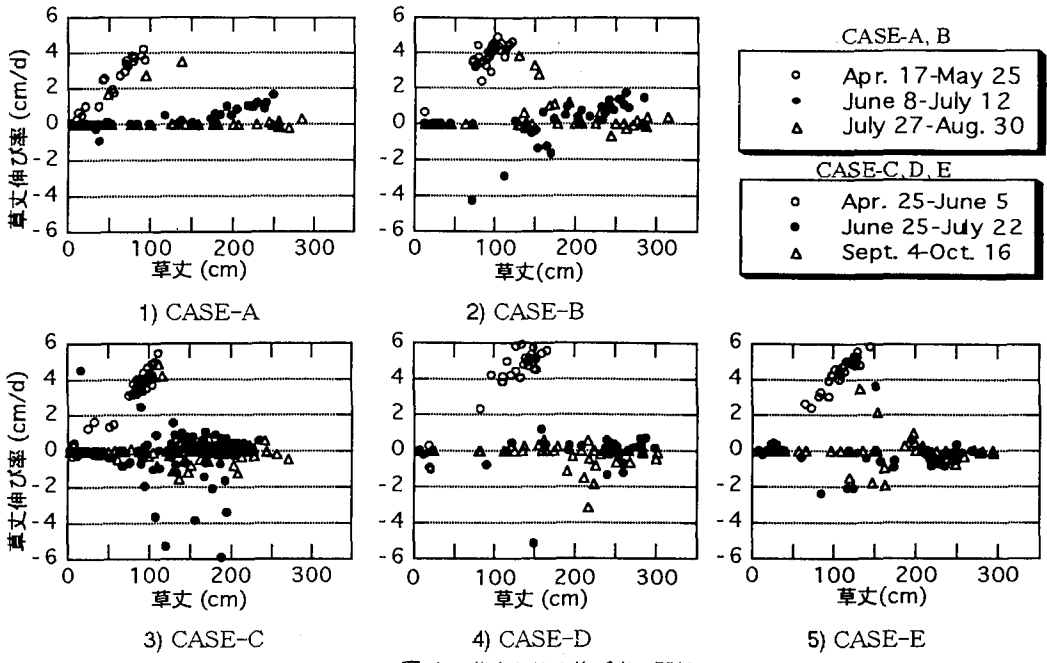 6
4
2
0
-2
-4
-6
草丈伸び率 (cm/d)
0
100
200
300
草丈 (cm)
1) CASE-A
6
4
2
0
-2
-4
-6
0
100
200
300
草丈(cm)
2) CASE-B
CASE-A, B
Apr. 17-May 25
June 8-July 12
July 27-Aug. 30
CASE-C,D, E
Apr. 25-June 5
June 25-July 22
Sept. 4-Oct. 16
6
4
2
0
-2
-4
-6
草丈伸び率 (cm/d)
0
100
200
300
草丈 (cm)
3) CASE-C
6
4
2
0
-2
-4
-6
0
100
200
300
草丈 (cm)
4) CASE-D
6
4
2
0
-2
-4
-6
0
100
200
300
草丈(cm)
5) CASE-E